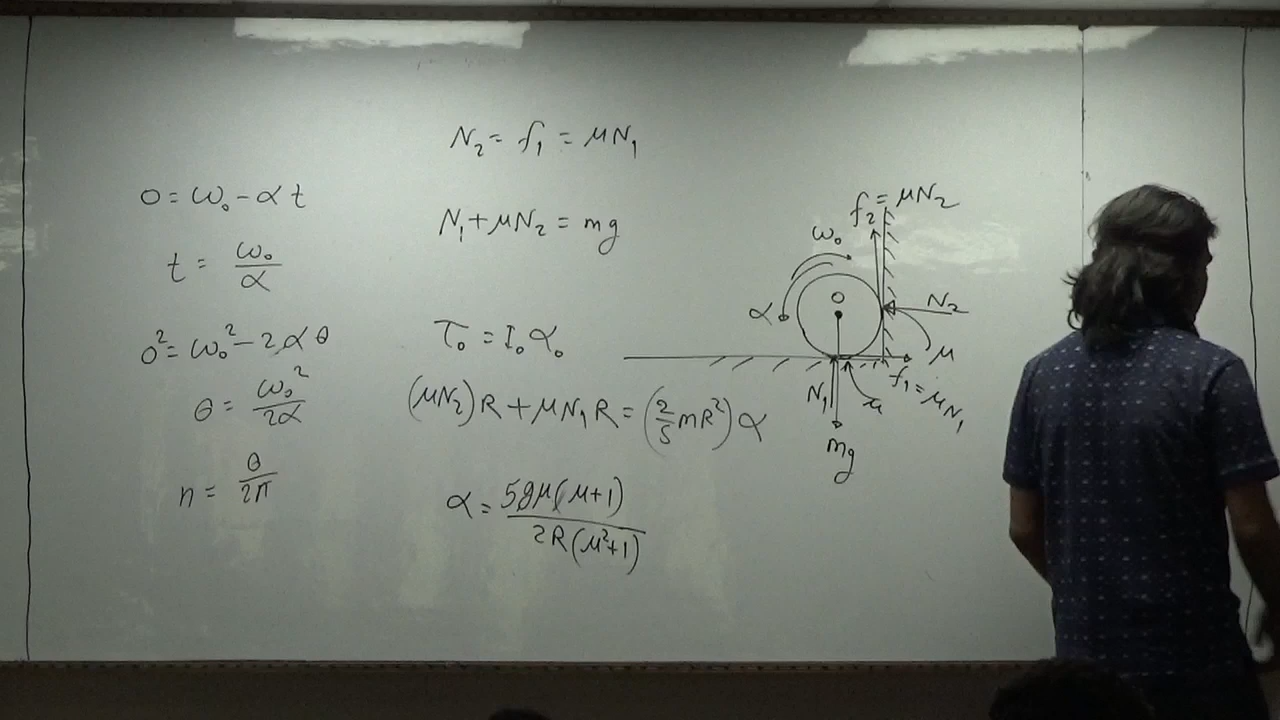 0 = ω₀ - αt
t = ω₀/α
0² = ω₀² - 2αθ
θ = ω₀²/2α
n = θ/2π
N₂ = f₁ = μN₁
N₁ + μN₂ = mg
τ₀ = I₀α₀
(μN₂)R + μN₁R = (2/5 mR²)α
α = 5gμ(μ+1)/2R(μ²+1)
f₂ = μN₂
ω₀
O
α
N₂
μ
N₁
μ
f₁ = μN₁
mg